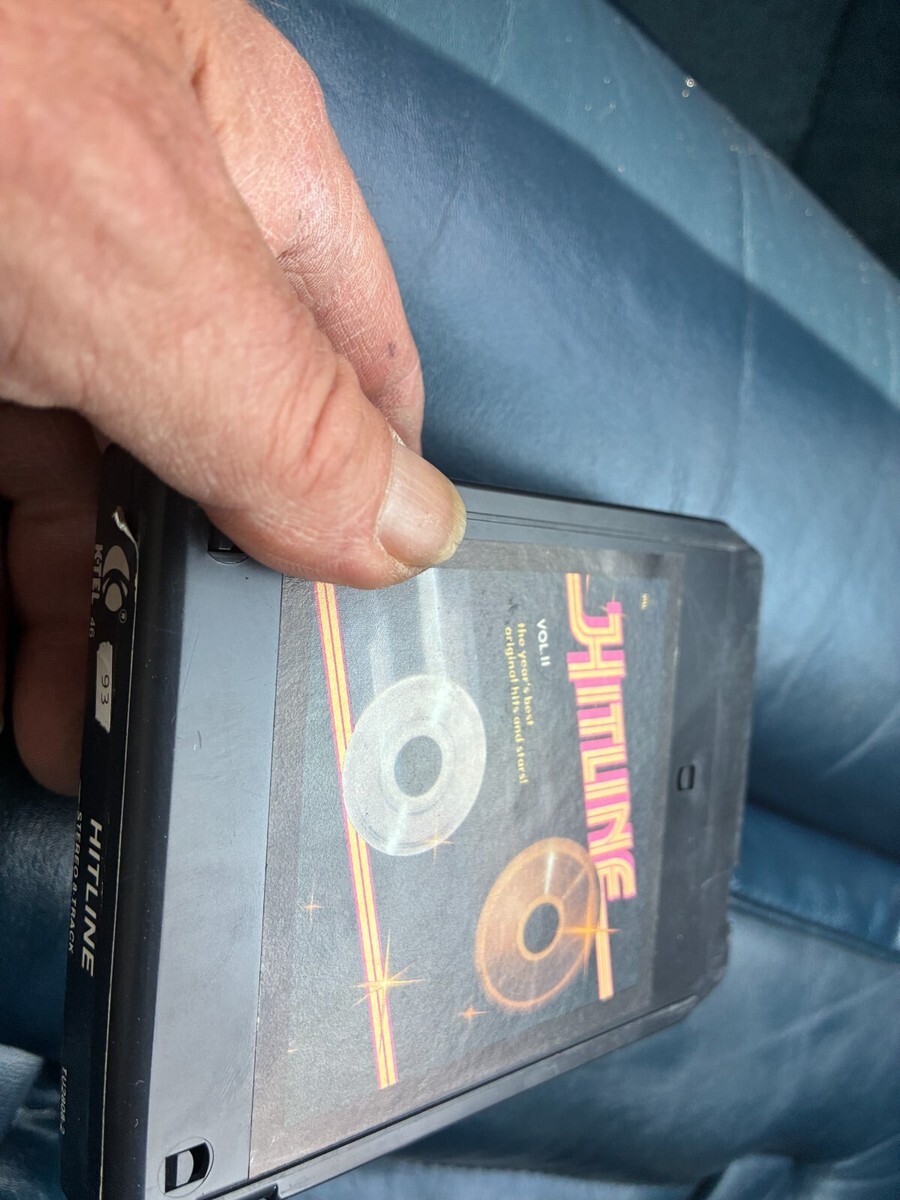 HITLINE
VOL II
the year's best
original hits and stars!
K-TEL ®
93
HITLINE
STEREO 8 TRACK